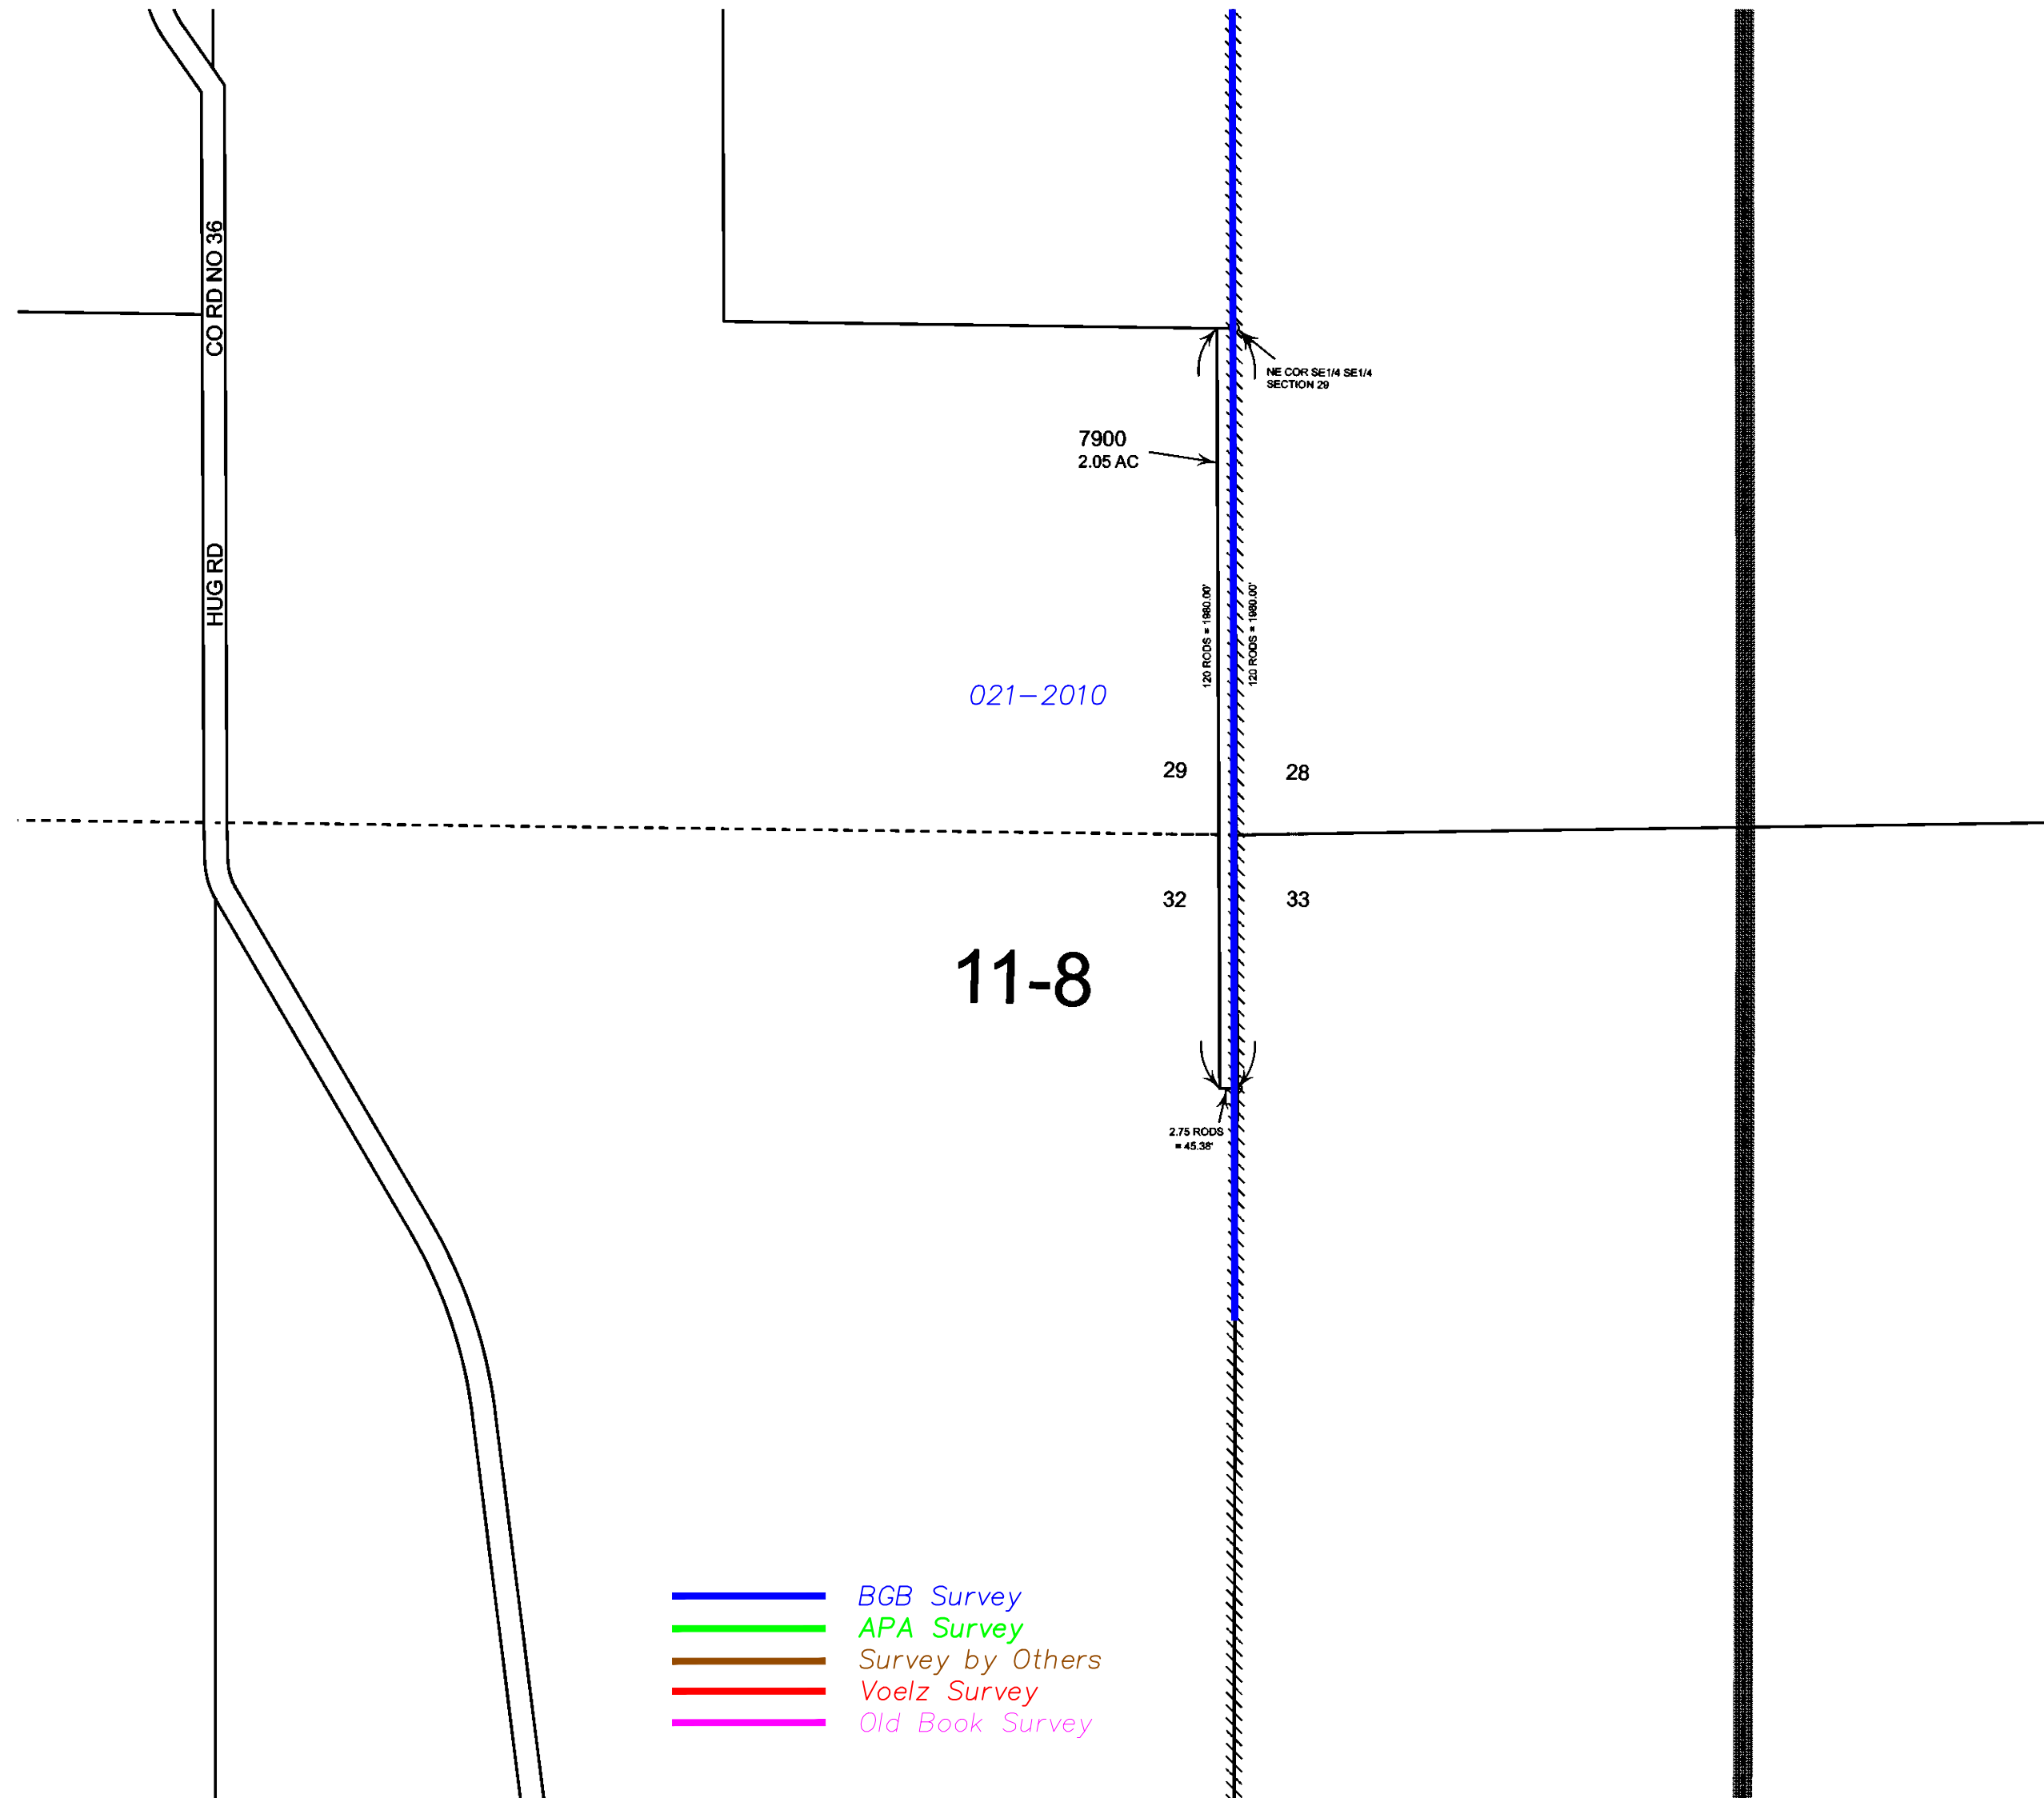 CO RD NO 36
NE COR SE1/4 SE1/4
SECTION 29
7900
2.05 AC
HUG RD
120 RODS = 1980.00'
120 RODS = 1980.00'
021-2010
29
28
32
33
11-8
2.75 RODS
= 45.38'
BGB Survey
APA Survey
Survey by Others
Voelz Survey
Old Book Survey